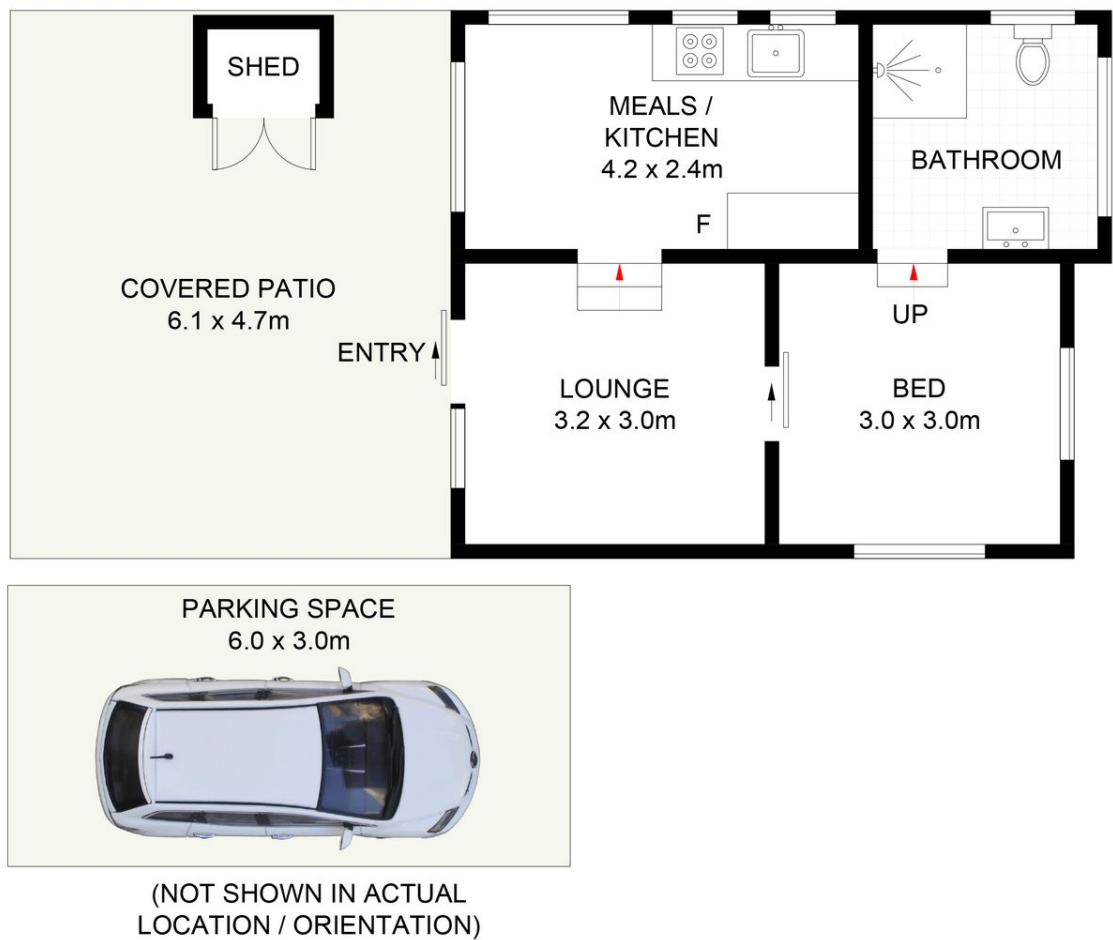 SHED
MEALS /
KITCHEN
4.2 x 2.4m
F
BATHROOM
COVERED PATIO
6.1 x 4.7m
ENTRY
UP
LOUNGE
3.2 x 3.0m
BED
3.0 x 3.0m
PARKING SPACE
6.0 x 3.0m
(NOT SHOWN IN ACTUAL
LOCATION / ORIENTATION)